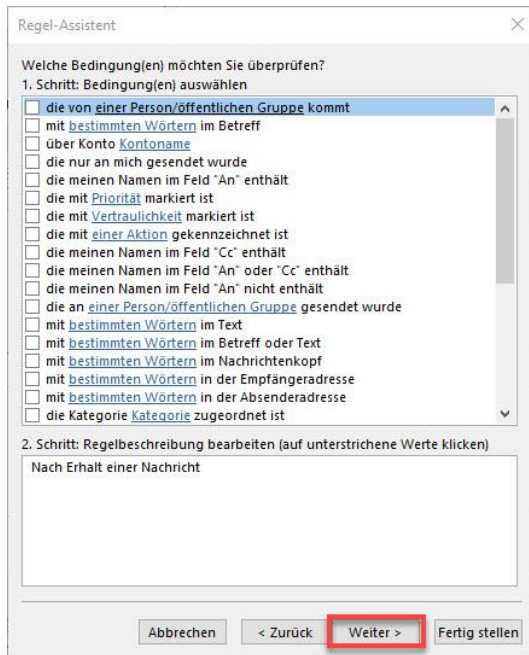 Regel-Assistent
Welche Bedingung(en) möchten Sie überprüfen?
1. Schritt: Bedingung(en) auswählen
die von einer Person/öffentlichen Gruppe kommt
mit bestimmten Wörtern im Betreff
über Konto Kontoname
die nur an mich gesendet wurde
die meinen Namen im Feld "An" enthält
die mit Priorität markiert ist
die mit Vertraulichkeit markiert ist
die mit einer Aktion gekennzeichnet ist
die meinen Namen im Feld "Cc" enthält
die meinen Namen im Feld "An" oder "Cc" enthält
die meinen Namen im Feld "An" nicht enthält
die an einer Person/öffentlichen Gruppe gesendet wurde
mit bestimmten Wörtern im Text
mit bestimmten Wörtern im Betreff oder Text
mit bestimmten Wörtern im Nachrichtenkopf
mit bestimmten Wörtern in der Empfängeradresse
mit bestimmten Wörtern in der Absenderadresse
die Kategorie Kategorie zugeordnet ist
2. Schritt: Regelbeschreibung bearbeiten (auf unterstrichene Werte klicken)
Nach Erhalt einer Nachricht
Abbrechen < Zurück Weiter > Fertig stellen